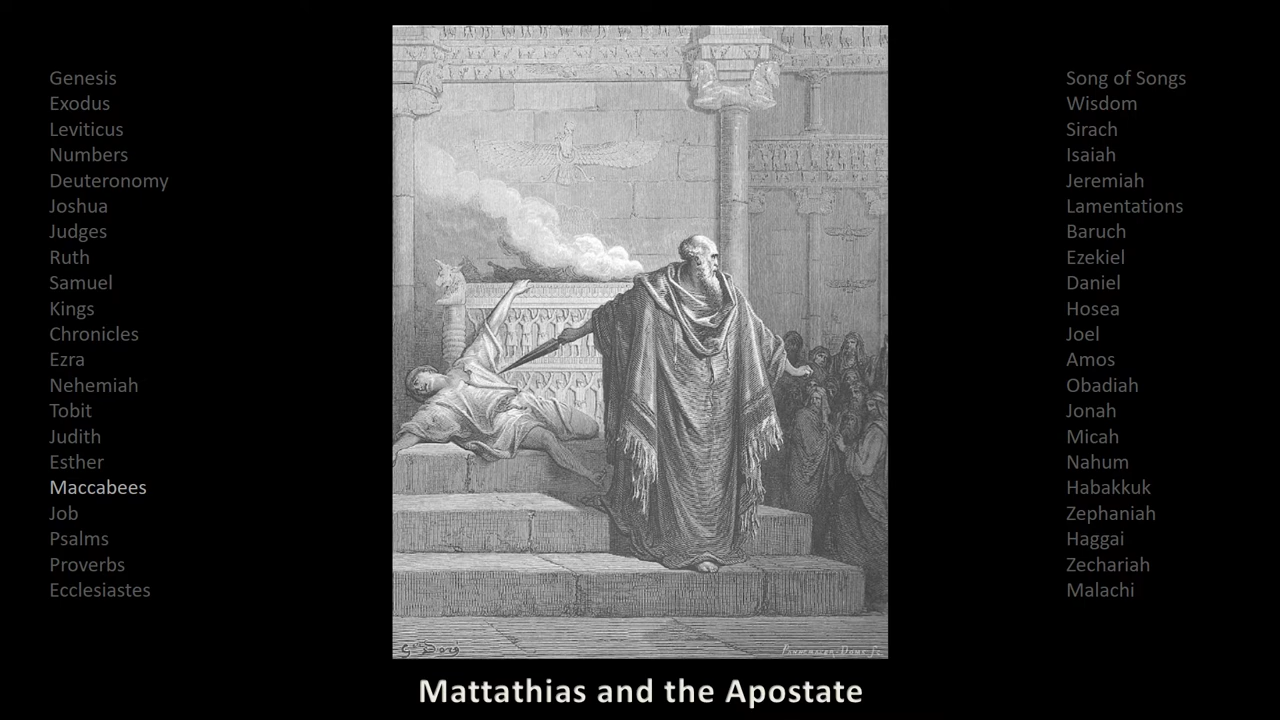 Genesis
Exodus
Leviticus
Numbers
Deuteronomy
Joshua
Judges
Ruth
Samuel
Kings
Chronicles
Ezra
Nehemiah
Tobit
Judith
Esther
Maccabees
Job
Psalms
Proverbs
Ecclesiastes
Song of Songs
Wisdom
Sirach
Isaiah
Jeremiah
Lamentations
Baruch
Ezekiel
Daniel
Hosea
Joel
Amos
Obadiah
Jonah
Micah
Nahum
Habakkuk
Zephaniah
Haggai
Zechariah
Malachi
Mattathias and the Apostate